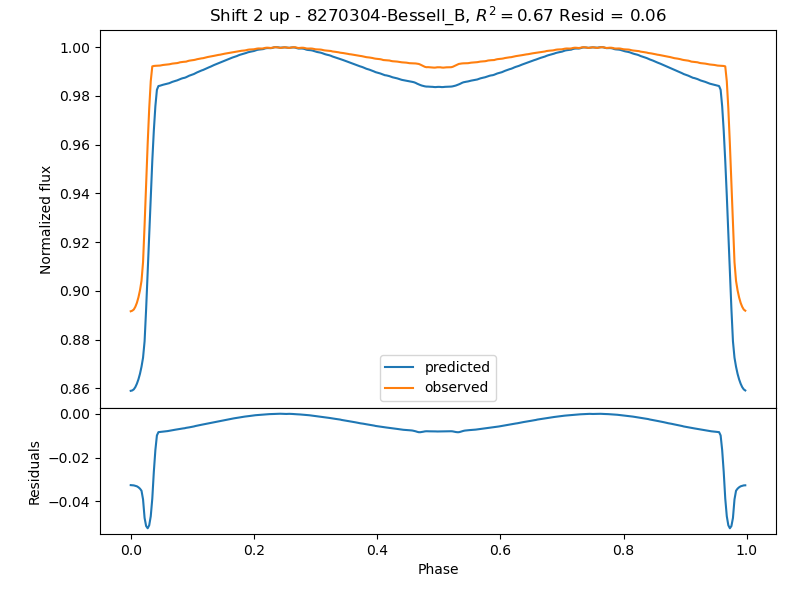 Shift 2 up - 8270304-Bessell_B, R² = 0.67 Resid = 0.06
Normalized flux
1.00
0.98
0.96
0.94
0.92
0.90
0.88
0.86
predicted
observed
Residuals
0.00
−0.02
−0.04
0.0 0.2 0.4 0.6 0.8 1.0
Phase